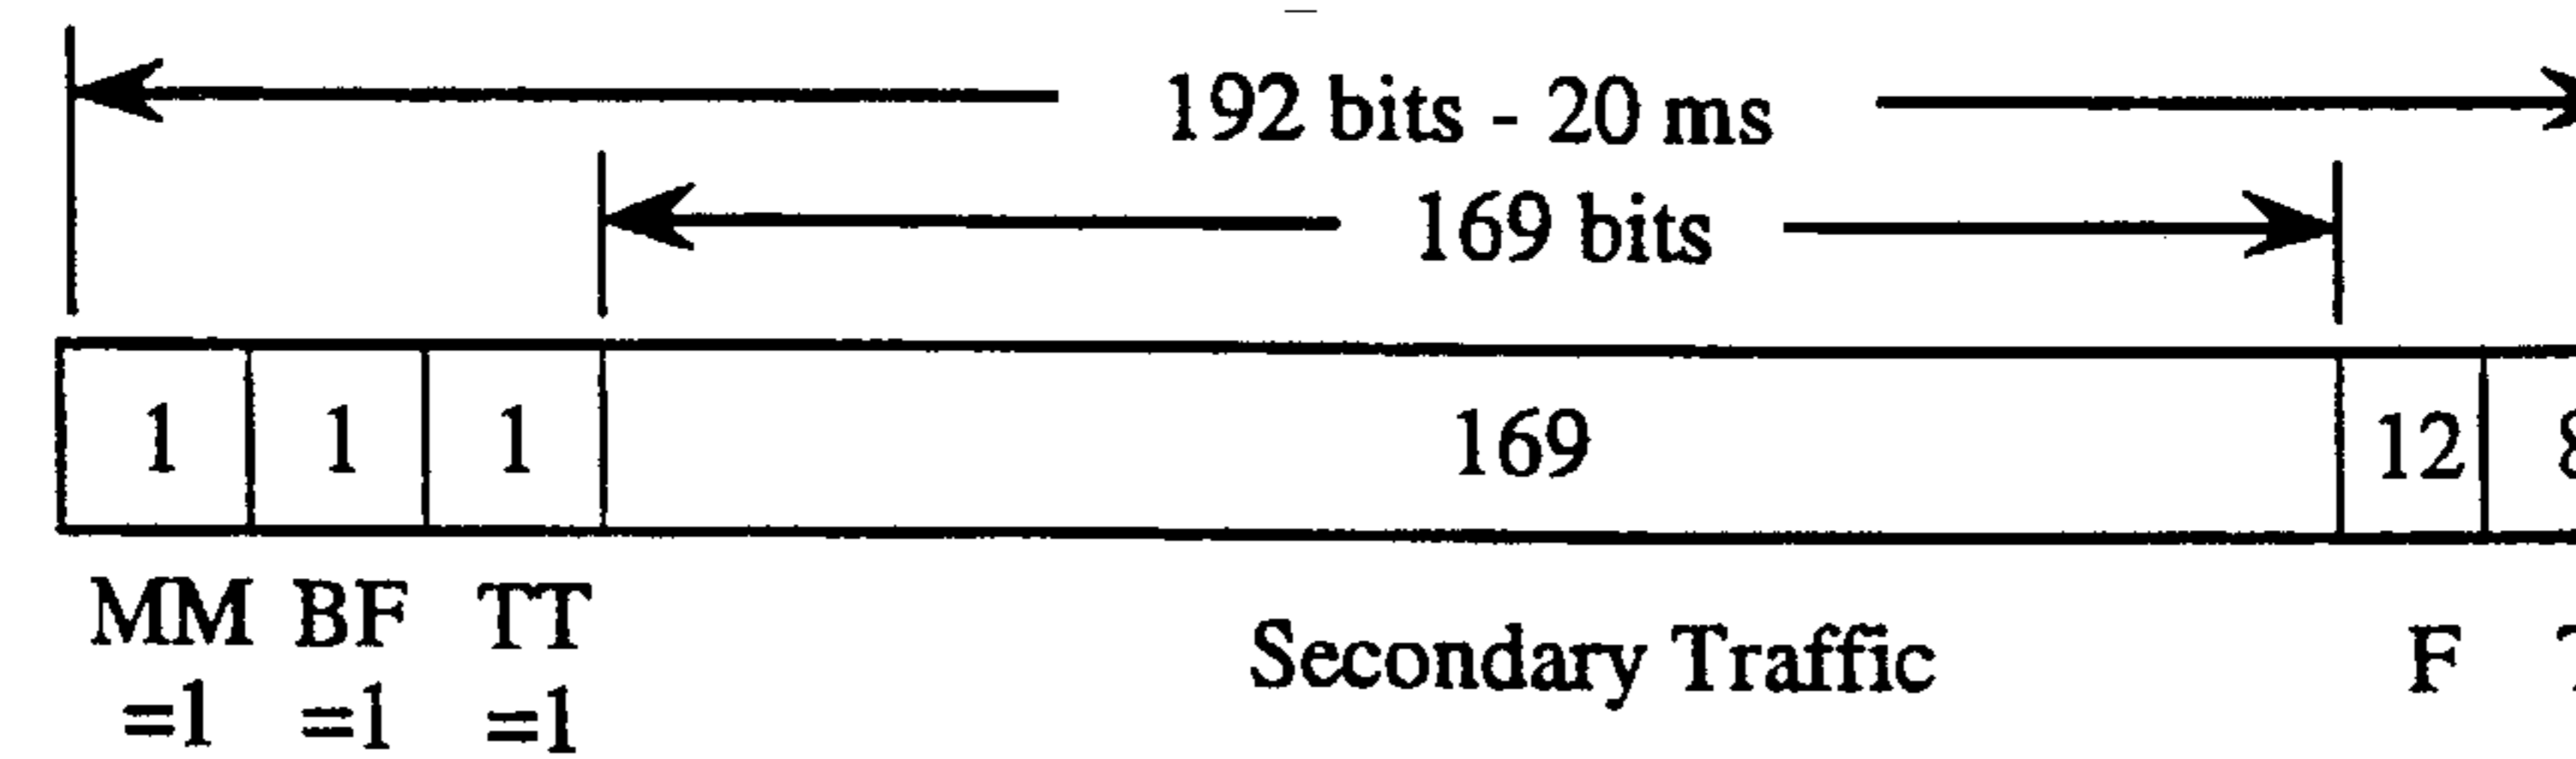 192 bits - 20 ms
169 bits
1 1 1 169 12 8
MM BF TT Secondary Traffic F
=1 =1 =1